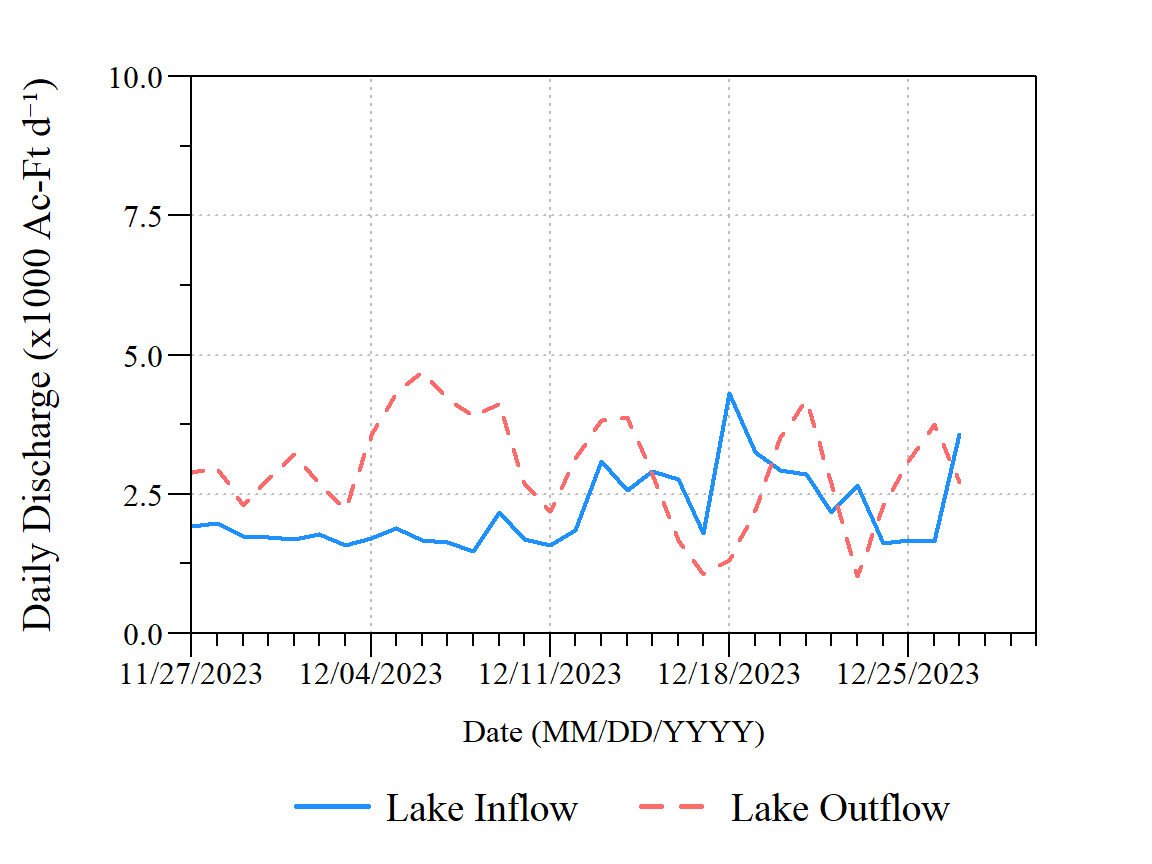 Daily Discharge (x1000 Ac-Ft d⁻¹)
10.0
7.5
5.0
2.5
0.0
11/27/2023 12/04/2023 12/11/2023 12/18/2023 12/25/2023
Date (MM/DD/YYYY)
Lake Inflow Lake Outflow